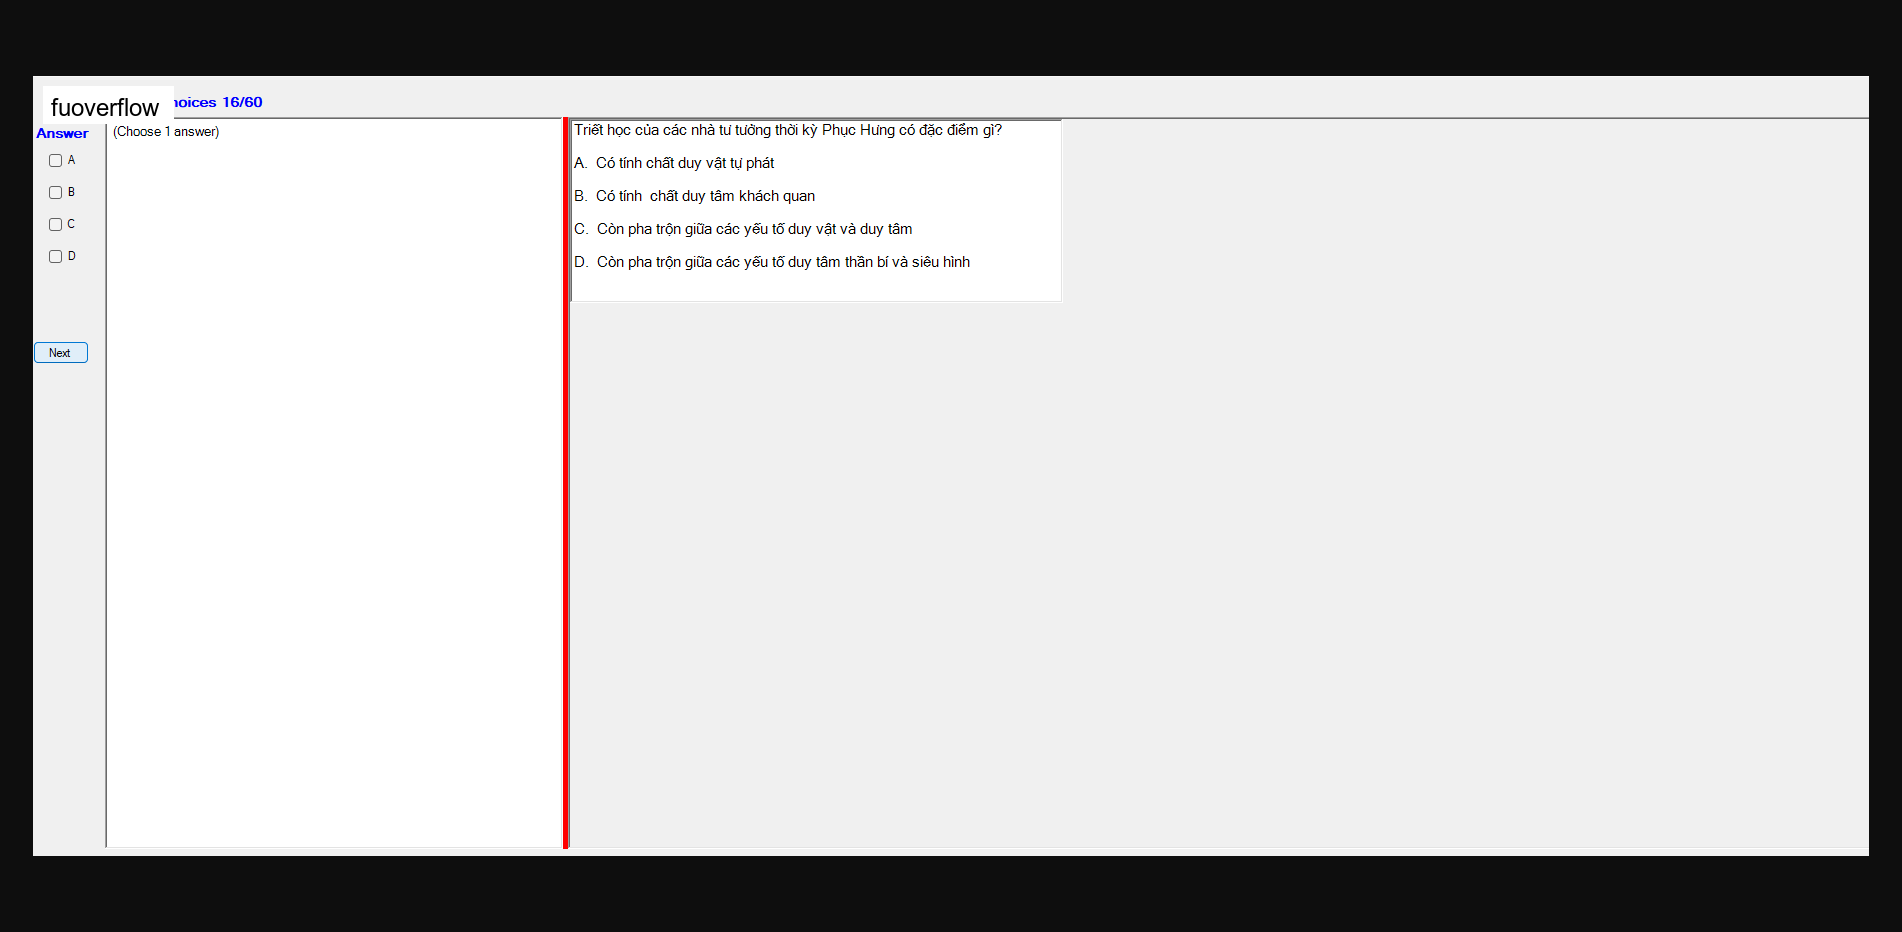 fuoverflow
hoices 16/60
Answer
(Choose 1 answer)
A
B
C
D
Next
Triết học của các nhà tư tưởng thời kỳ Phục Hưng có đặc điểm gì?
A. Có tính chất duy vật tự phát
B. Có tính chất duy tâm khách quan
C. Còn pha trộn giữa các yếu tố duy vật và duy tâm
D. Còn pha trộn giữa các yếu tố duy tâm thần bí và siêu hình